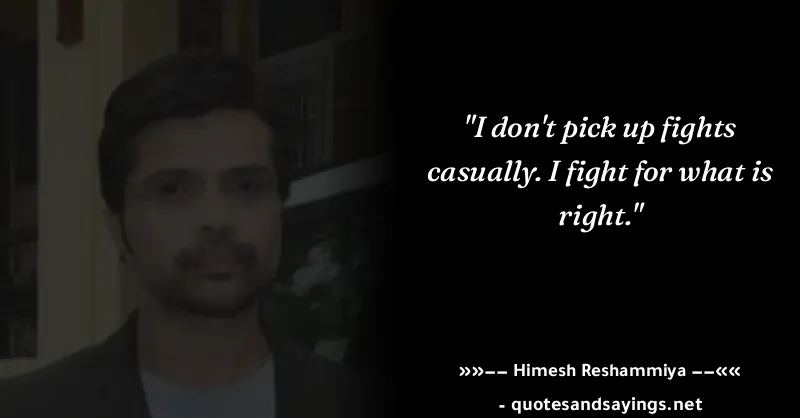 "I don't pick up fights
casually. I fight for what is
right."
»»–– Himesh Reshammiya ––««
- quotesandsayings.net